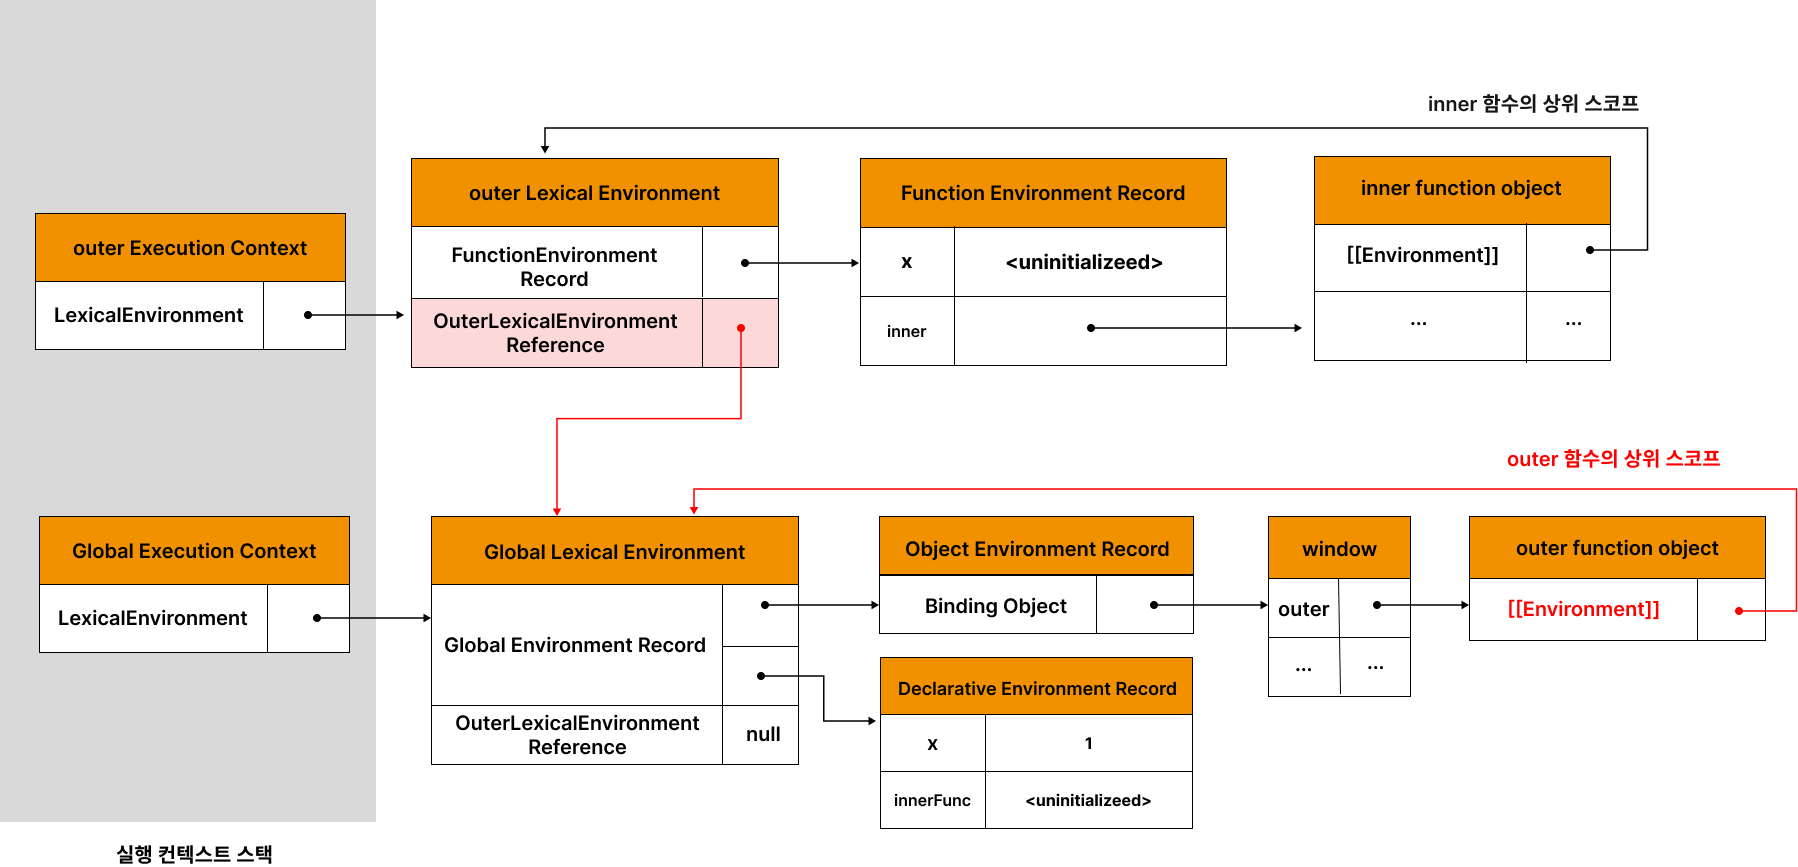 inner 함수의 상위 스코프
outer Execution Context
LexicalEnvironment
outer Lexical Environment
FunctionEnvironment
Record
OuterLexicalEnvironment
Reference
Function Environment Record
x
<uninitializeed>
inner
inner function object
[[Environment]]
...
...
outer 함수의 상위 스코프
Global Execution Context
LexicalEnvironment
Global Lexical Environment
Global Environment Record
OuterLexicalEnvironment
Reference
null
Object Environment Record
Binding Object
Declarative Environment Record
x
1
innerFunc
<uninitializeed>
window
outer
...
...
outer function object
[[Environment]]
실행 컨텍스트 스택